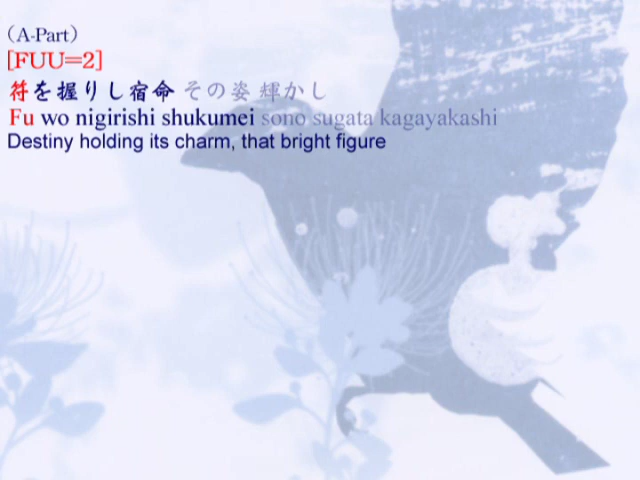 （A-Part）
[FUU=2]
符を握りし宿命 その姿 輝かし
Fu wo nigirishi shukumei sono sugata kagayakashi
Destiny holding its charm, that bright figure